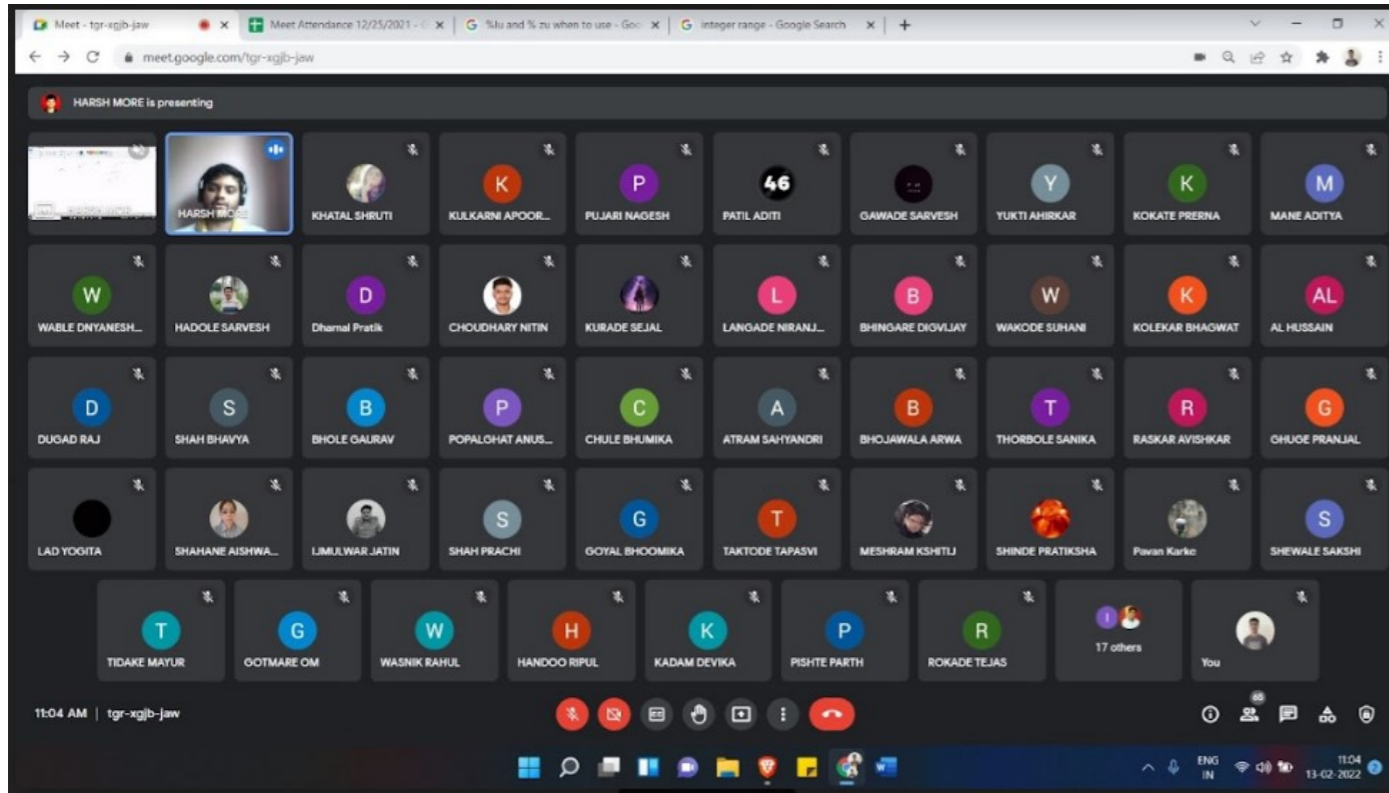 Meet - tgr-xgjb-jaw
Meet Attendance 12/25/2021 -
%lu and % zu when to use - Goo
integer range - Google Search
meet.google.com/tgr-xgjb-jaw
HARSH MORE is presenting
HARSH MORE
KHATAL SHRUTI
K
KULKARNI APOOR...
P
PUJARI NAGESH
46
PATIL ADITI
GAWADE SARVESH
Y
YUKTI AHIRKAR
K
KOKATE PRERNA
M
MANE ADITYA
W
WABLE DNYANESH...
HADOLE SARVESH
D
Dhamal Pratik
CHOUDHARY NITIN
KURADE SEJAL
L
LANGADE NIRANJ...
B
BHINGARE DIGVIJAY
W
WAKODE SUHANI
K
KOLEKAR BHAGWAT
AL
AL HUSSAIN
D
DUGAD RAJ
S
SHAH BHAVYA
B
BHOLE GAURAV
P
POPALGHAT ANUS...
C
CHULE BHUMIKA
A
ATRAM SAHYANDRI
B
BHOJAWALA ARWA
T
THORBOLE SANIKA
R
RASKAR AVISHKAR
G
GHUGE PRANJAL
LAD YOGITA
SHAHANE AISHWA...
IJMULWAR JATIN
S
SHAH PRACHI
G
GOYAL BHOOMIKA
T
TAKTODE TAPASVI
MESHRAM KSHITIJ
SHINDE PRATIKSHA
Pavan Karke
S
SHEWALE SAKSHI
T
TIDAKE MAYUR
G
GOTMARE OM
W
WASNIK RAHUL
H
HANDOO RIPUL
K
KADAM DEVIKA
P
PISHTE PARTH
R
ROKADE TEJAS
I
17 others
You
11:04 AM | tgr-xgjb-jaw
65
ENG
IN
11:04
13-02-2022
2